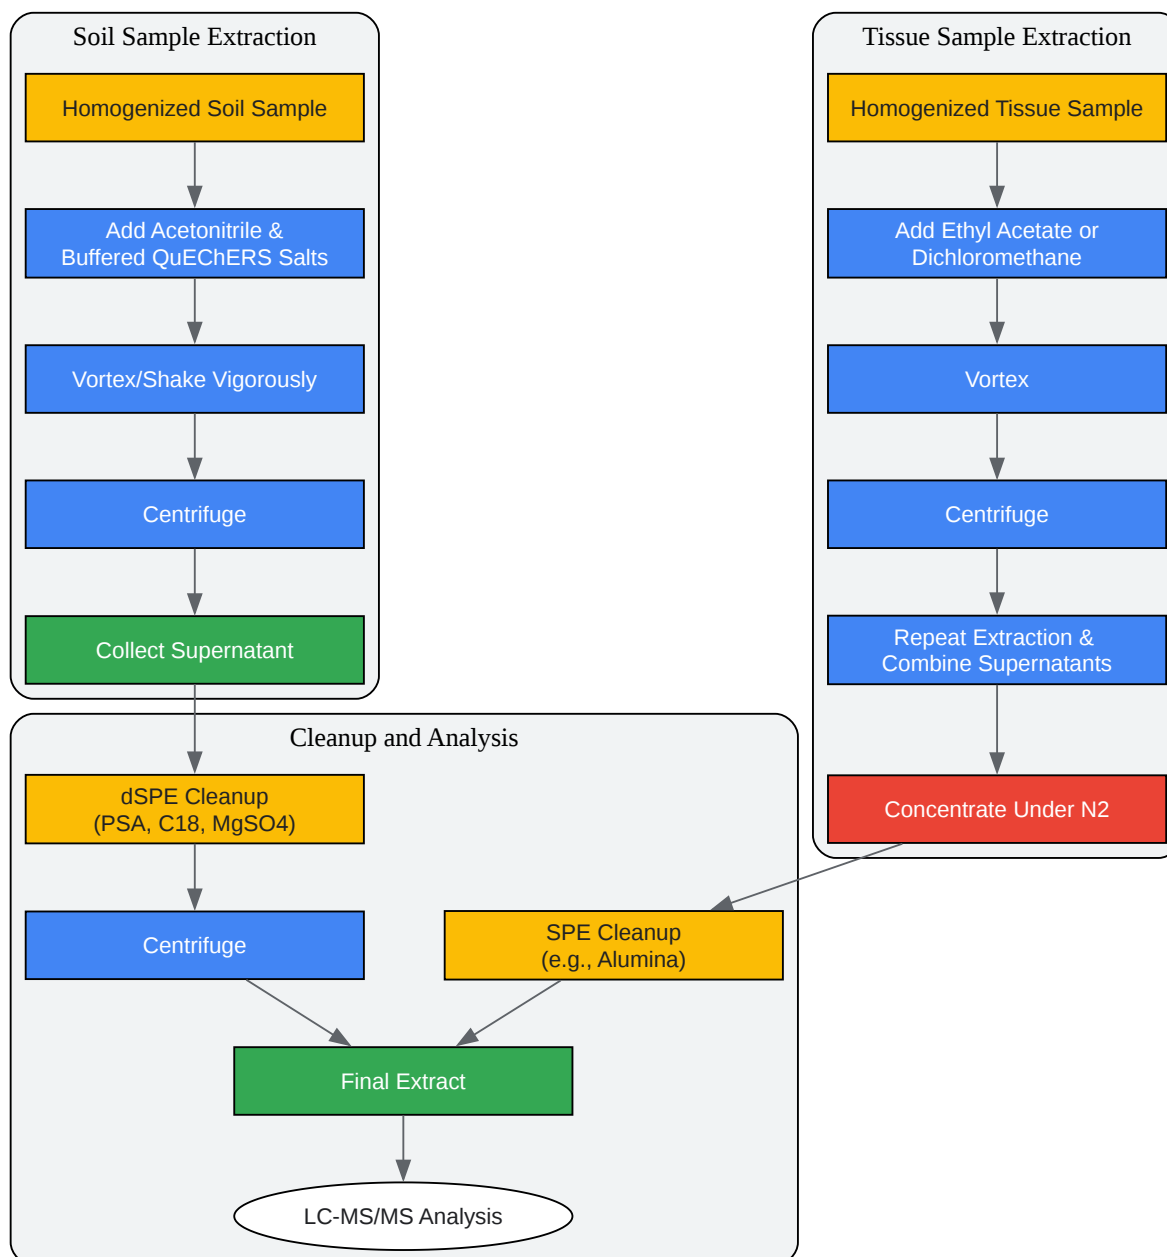 Soil Sample Extraction
Homogenized Soil Sample
Add Acetonitrile &
Buffered QuEChERS Salts
Vortex/Shake Vigorously
Centrifuge
Collect Supernatant
Tissue Sample Extraction
Homogenized Tissue Sample
Add Ethyl Acetate or
Dichloromethane
Vortex
Centrifuge
Repeat Extraction &
Combine Supernatants
Concentrate Under N2
Cleanup and Analysis
dSPE Cleanup
(PSA, C18, MgSO4)
Centrifuge
SPE Cleanup
(e.g., Alumina)
Final Extract
LC-MS/MS Analysis